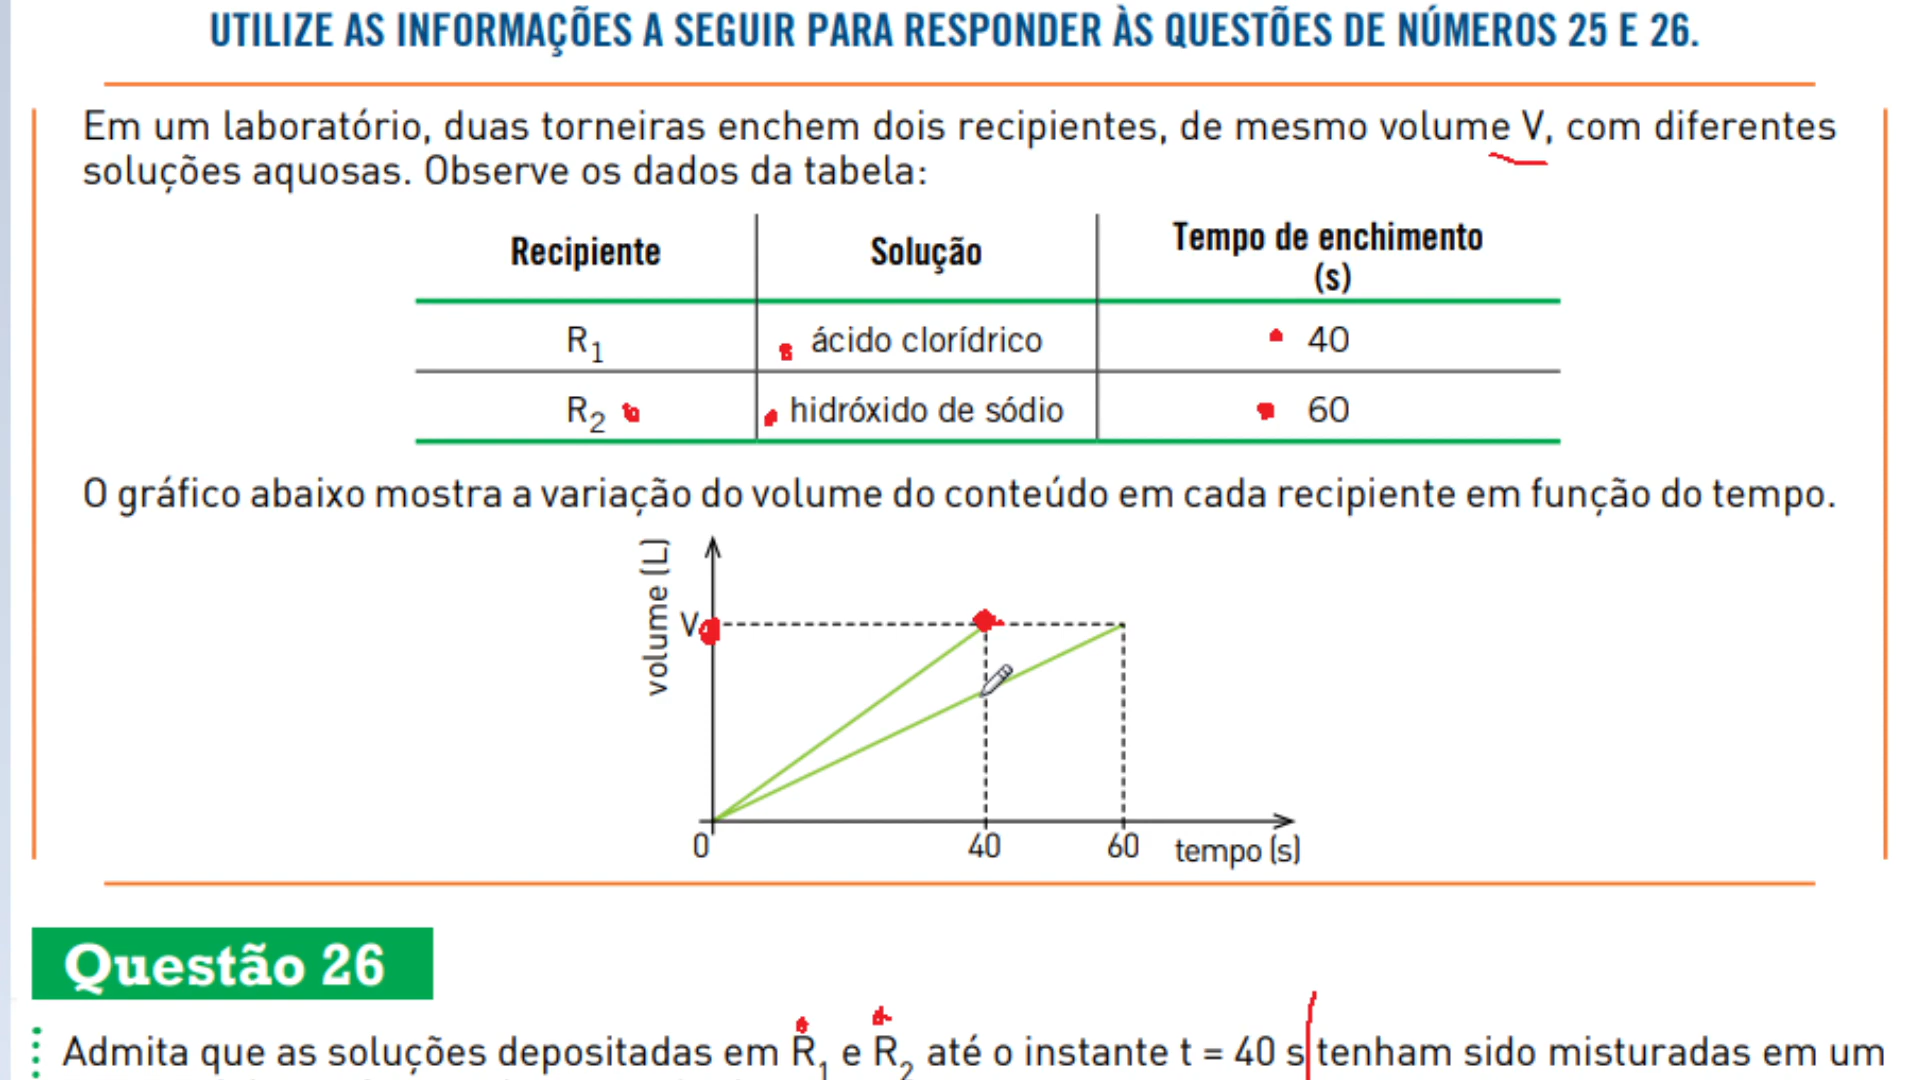 UTILIZE AS INFORMAÇÕES A SEGUIR PARA RESPONDER ÀS QUESTÕES DE NÚMEROS 25 E 26.
Em um laboratório, duas torneiras enchem dois recipientes, de mesmo volume V, com diferentes
soluções aquosas. Observe os dados da tabela:
Recipiente Solução Tempo de enchimento (s)
R1 ácido clorídrico 40
R2 hidróxido de sódio 60
O gráfico abaixo mostra a variação do volume do conteúdo em cada recipiente em função do tempo.
volume (L)
V
0 40 60 tempo (s)
Questão 26
Admita que as soluções depositadas em R1 e R2 até o instante t = 40 s tenham sido misturadas em um